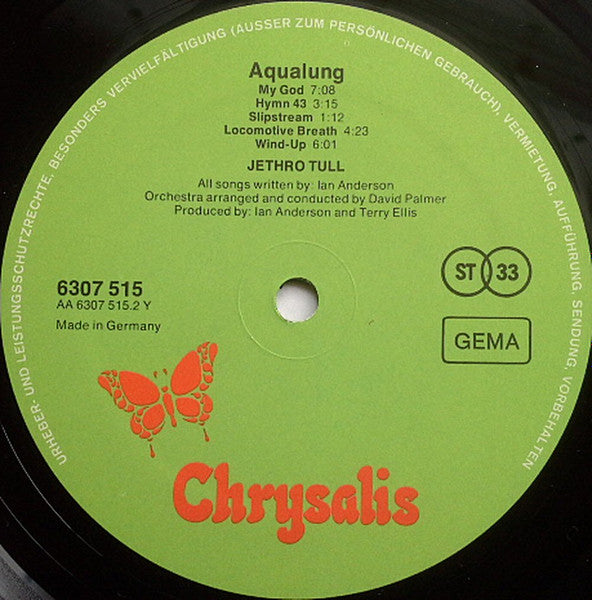 URHEBER- UND LEISTUNGSSCHUTZRECHTE, BESONDERS VERVIELFÄLTIGUNG (AUSSER ZUM PERSÖNLICHEN GEBRAUCH), VERMIETUNG, AUFFÜHRUNG, SENDUNG, VORBEHALTEN
Aqualung
My God 7:08
Hymn 43 3:15
Slipstream 1:12
Locomotive Breath 4:23
Wind-Up 6:01
JETHRO TULL
All songs written by: Ian Anderson
Orchestra arranged and conducted by David Palmer
Produced by: Ian Anderson and Terry Ellis
6307 515
AA 6307 515.2 Y
Made in Germany
ST 33
GEMA
Chrysalis